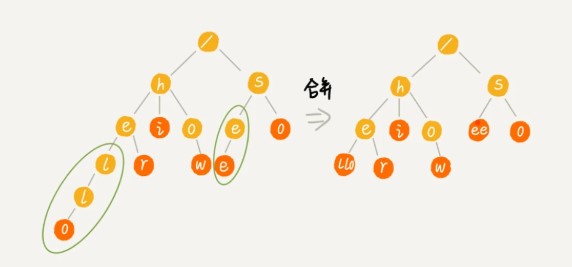 / /
h s 合并 h s
e i o e o e i o ee o
l r w e llo r w
l
o